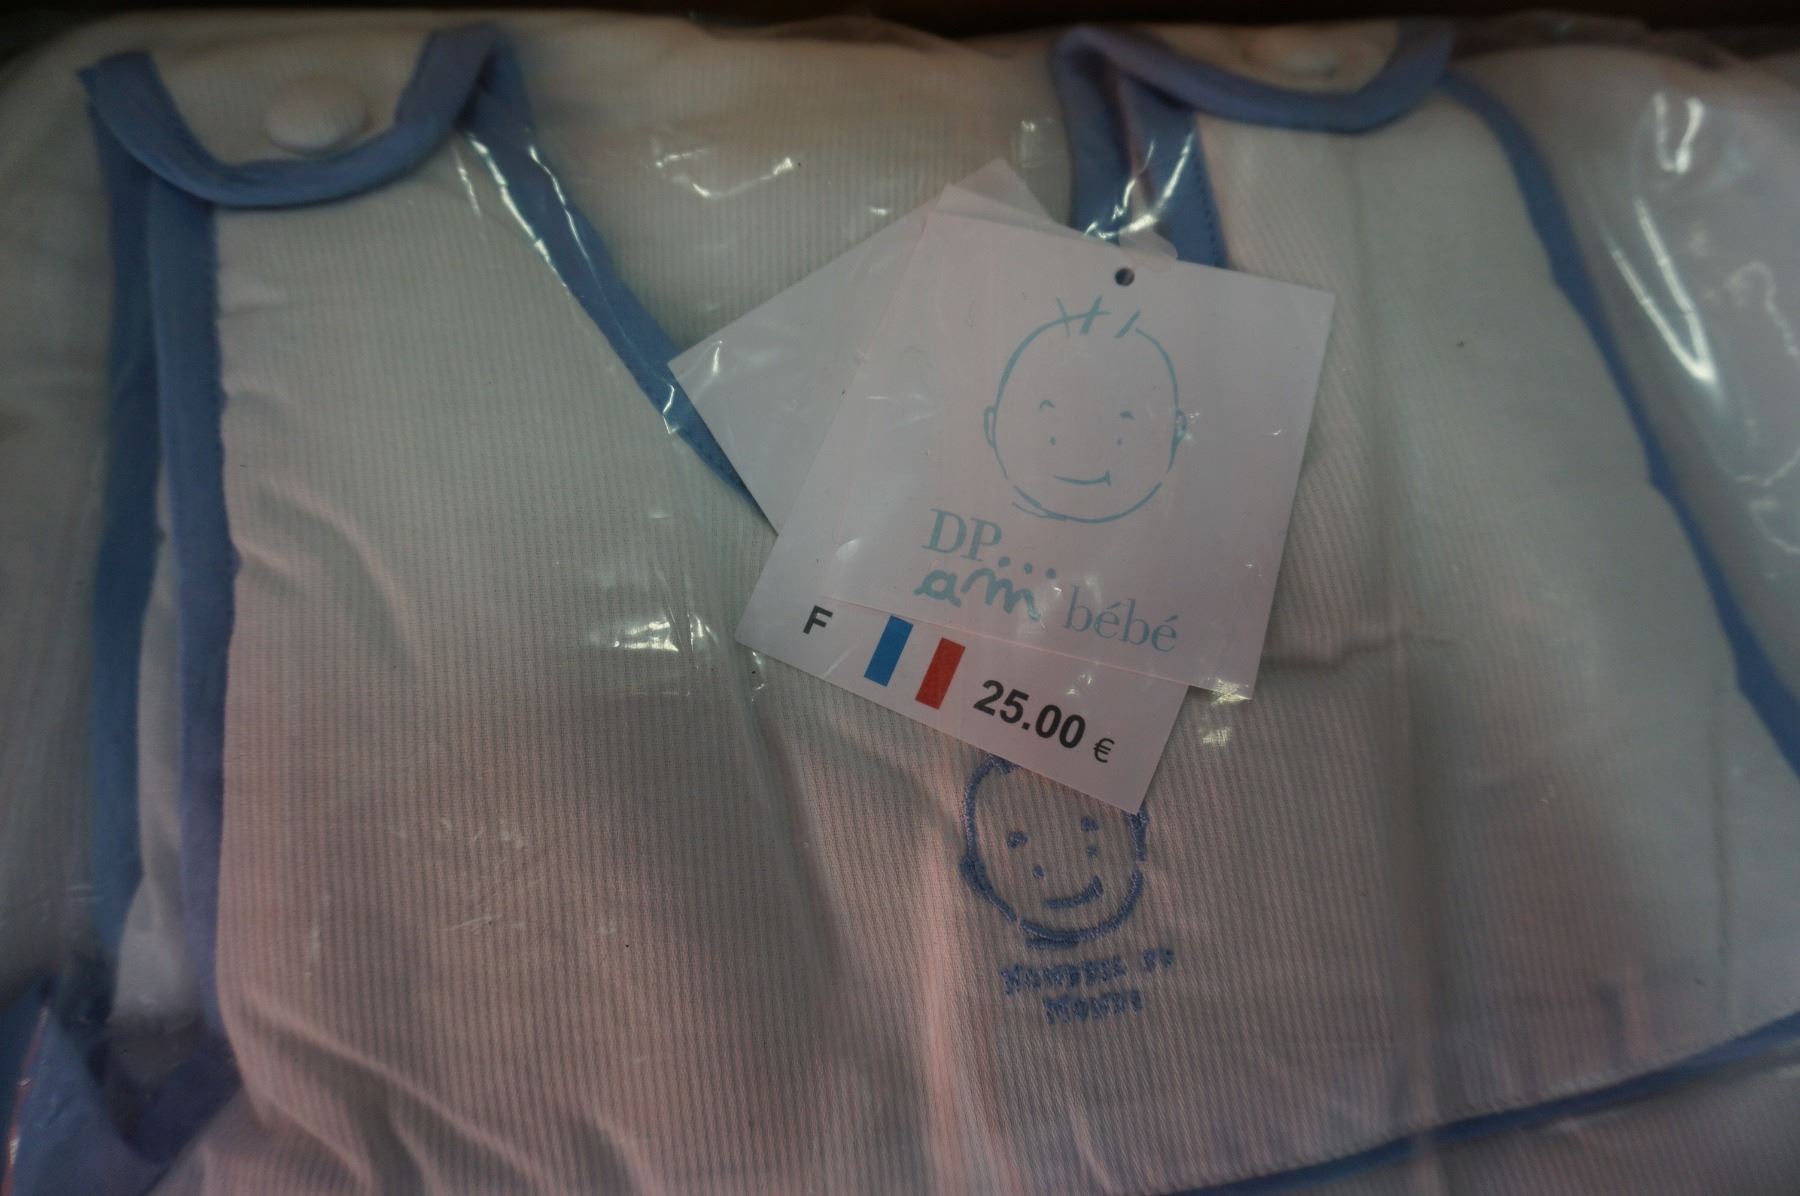 DP...
am bébé
F 25.00 €